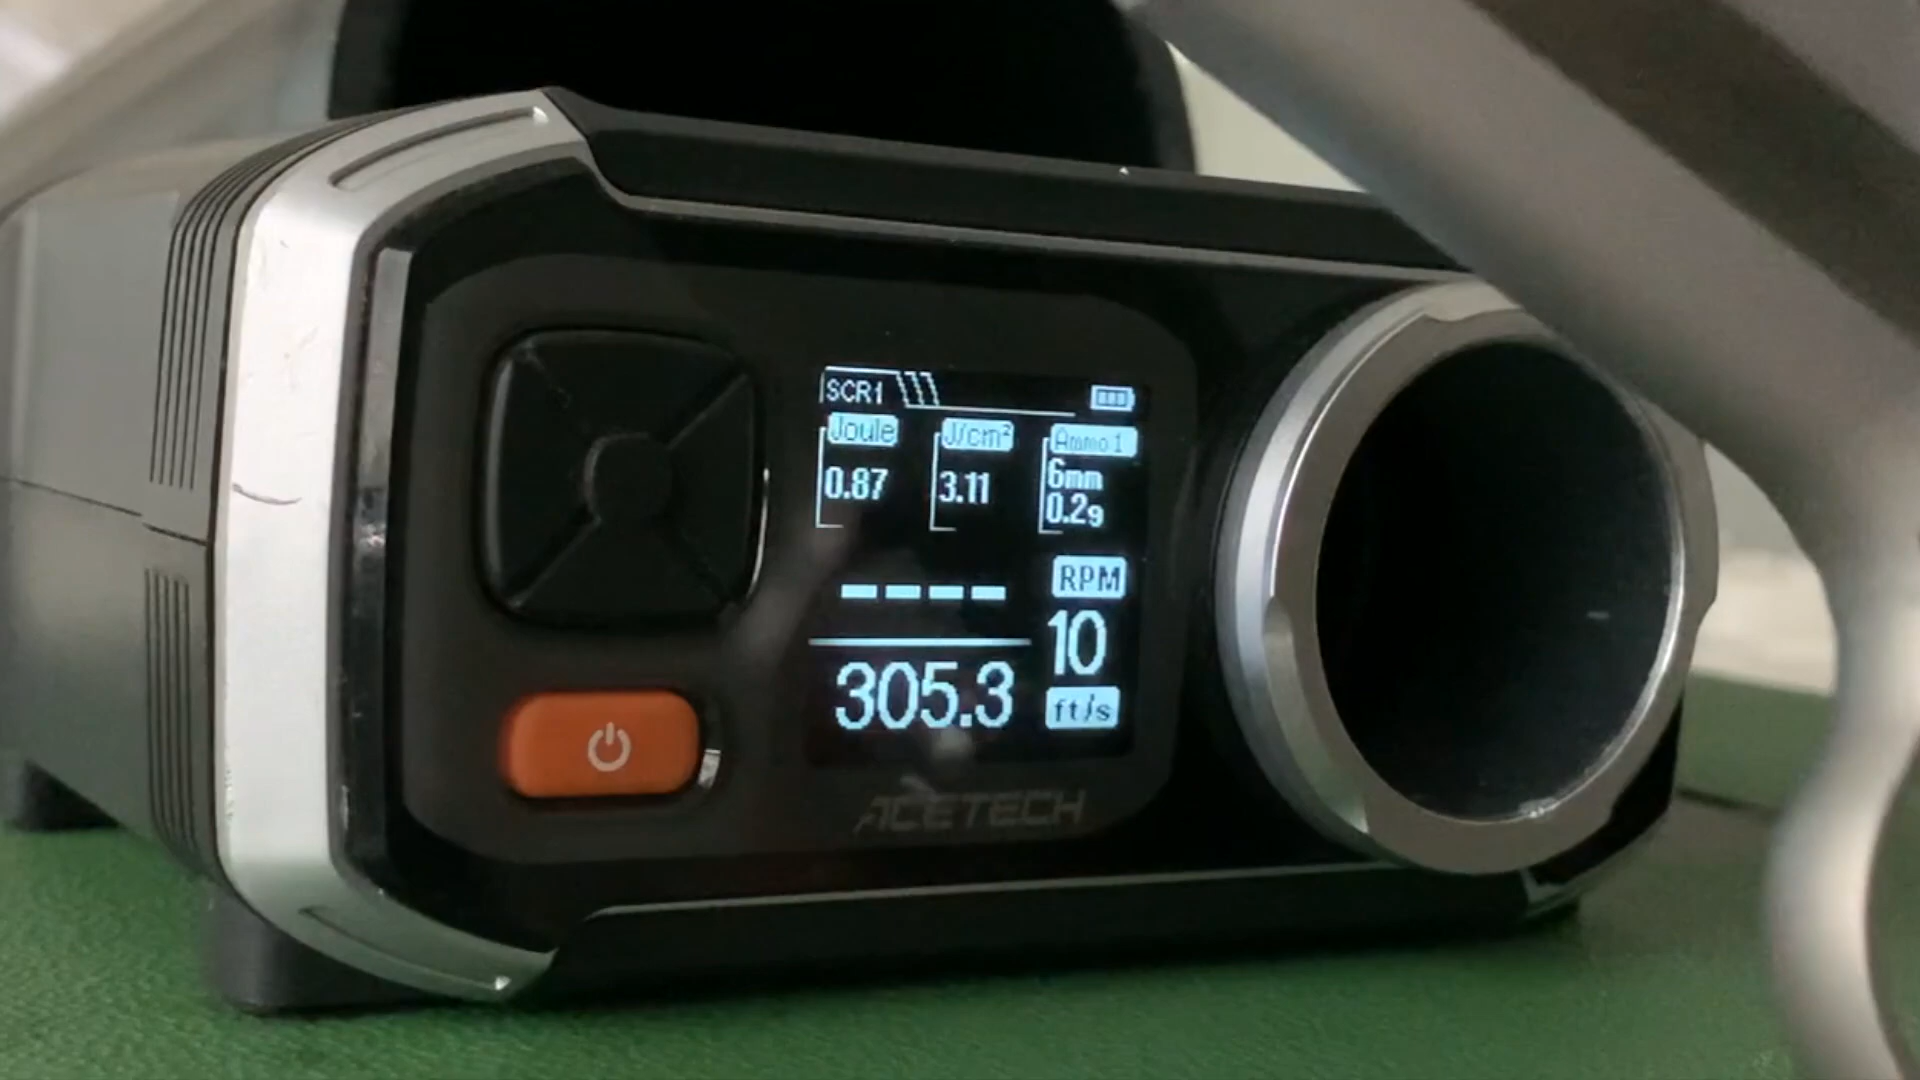 SCR1
Joule J/cm² Ammo 1
0.87 3.11 6mm
0.2g
----
RPM
10
305.3
ft/s
ACETECH